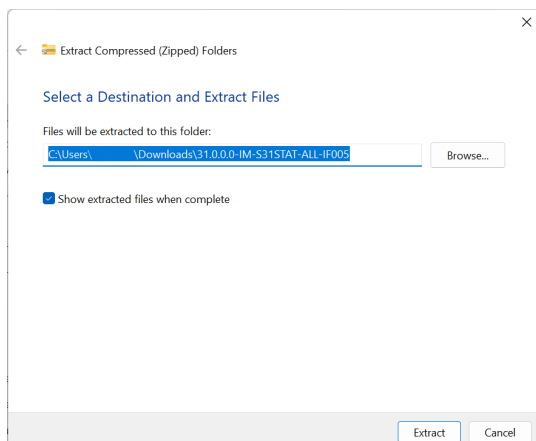 Extract Compressed (Zipped) Folders
Select a Destination and Extract Files
Files will be extracted to this folder:
C:\Users\ \Downloads\31.0.0.0-IM-S31STAT-ALL-IF005
Browse...
Show extracted files when complete
Extract
Cancel